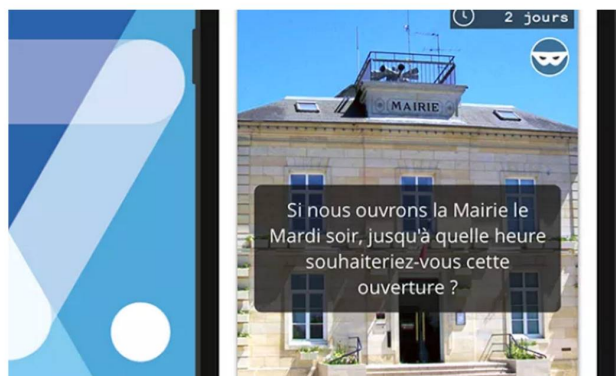 2 jours
MAIRIE
Si nous ouvrons la Mairie le
Mardi soir, jusqu'à quelle heure
souhaiteriez-vous cette
ouverture ?